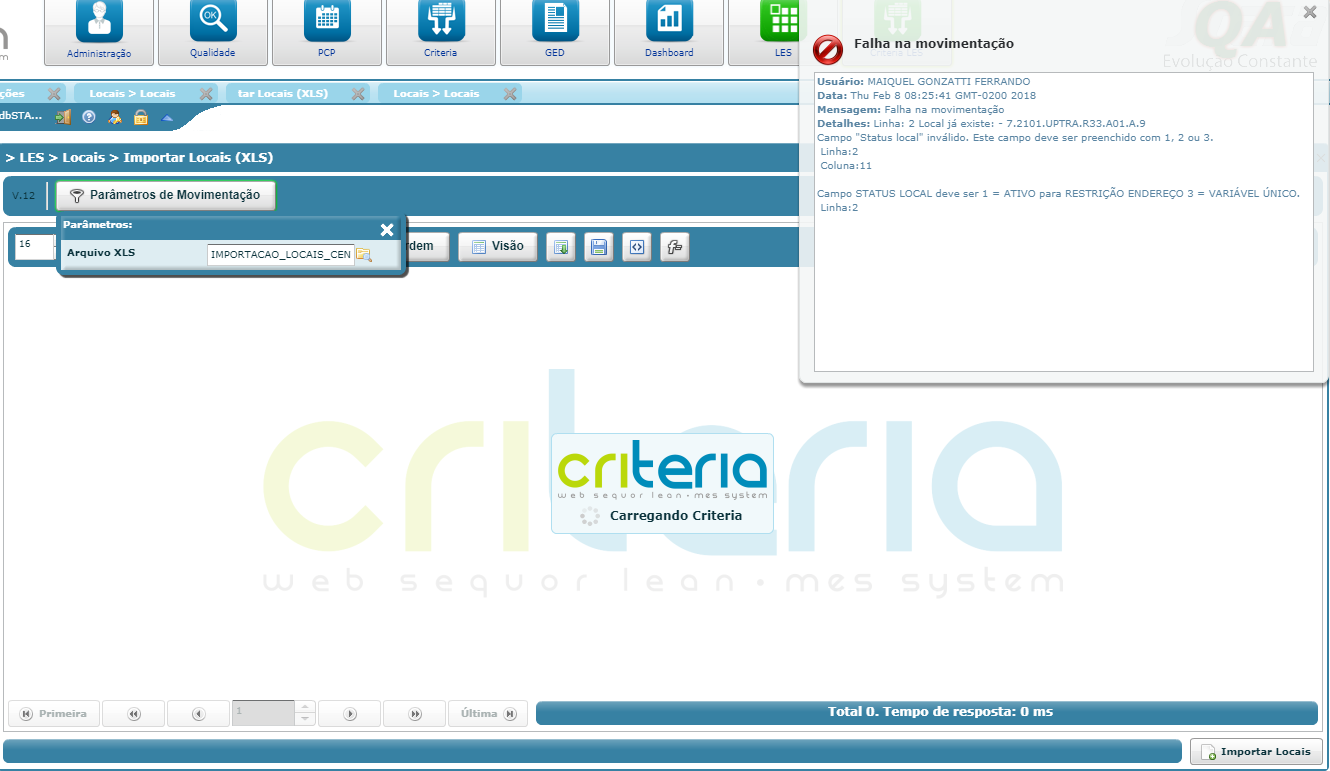 Administração
Qualidade
PCP
Criteria
GED
Dashboard
LES
QA
Evolução Constante
Falha na movimentação
Usuário: MAIQUEL GONZATTI FERRANDO
Data: Thu Feb 8 08:25:41 GMT-0200 2018
Mensagem: Falha na movimentação
Detalhes: Linha: 2 Local já existe: - 7.2101.UPTRA.R33.A01.A.9
Campo "Status local" inválido. Este campo deve ser preenchido com 1, 2 ou 3.
Linha:2
Coluna:11
Campo STATUS LOCAL deve ser 1 = ATIVO para RESTRIÇÃO ENDEREÇO 3 = VARIÁVEL ÚNICO.
Linha:2
ções
Locais > Locais
tar Locais (XLS)
Locais > Locais
dbSTA...
> LES > Locais > Importar Locais (XLS)
V.12
Parâmetros de Movimentação
Parâmetros:
Arquivo XLS
IMPORTACAO_LOCAIS_CEN
16
rdem
Visão
criteria
web sequor lean · mes system
criteria
web sequor lean · mes system
Carregando Criteria
Primeira
1
Última
Total 0. Tempo de resposta: 0 ms
Importar Locais